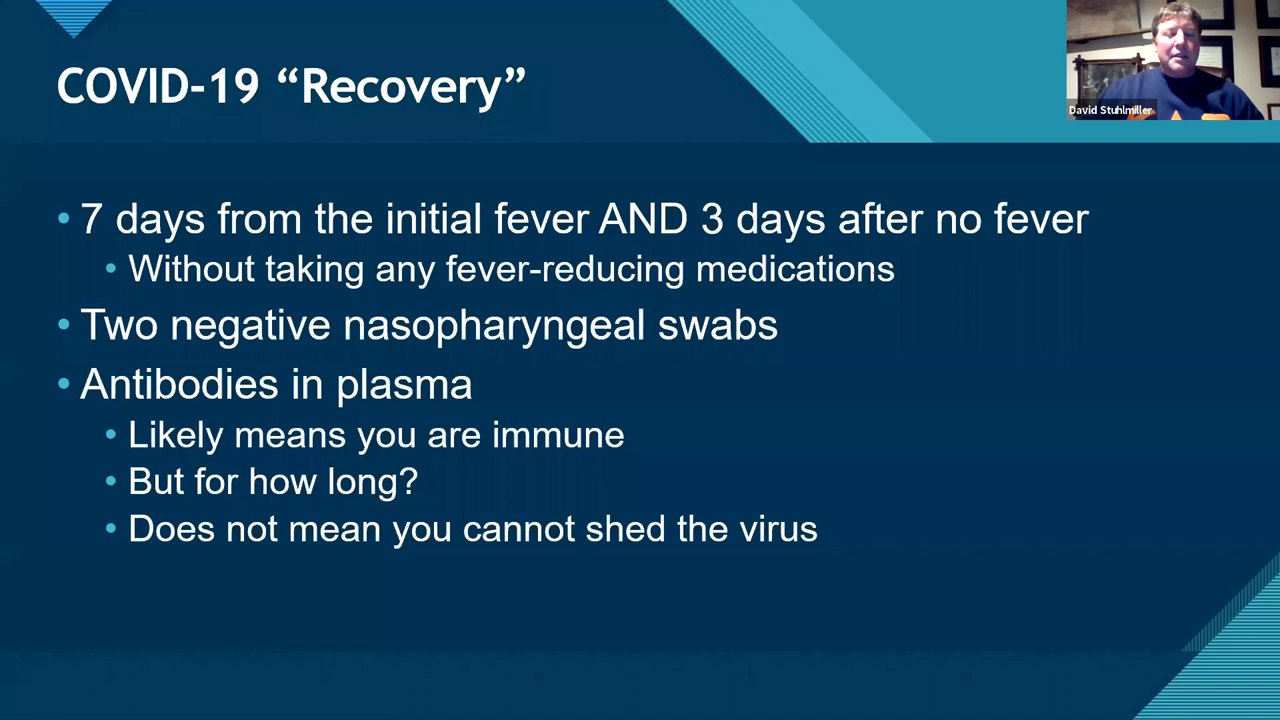 COVID-19 “Recovery”
David Stuhlmiller
• 7 days from the initial fever AND 3 days after no fever
• Without taking any fever-reducing medications
• Two negative nasopharyngeal swabs
• Antibodies in plasma
• Likely means you are immune
• But for how long?
• Does not mean you cannot shed the virus